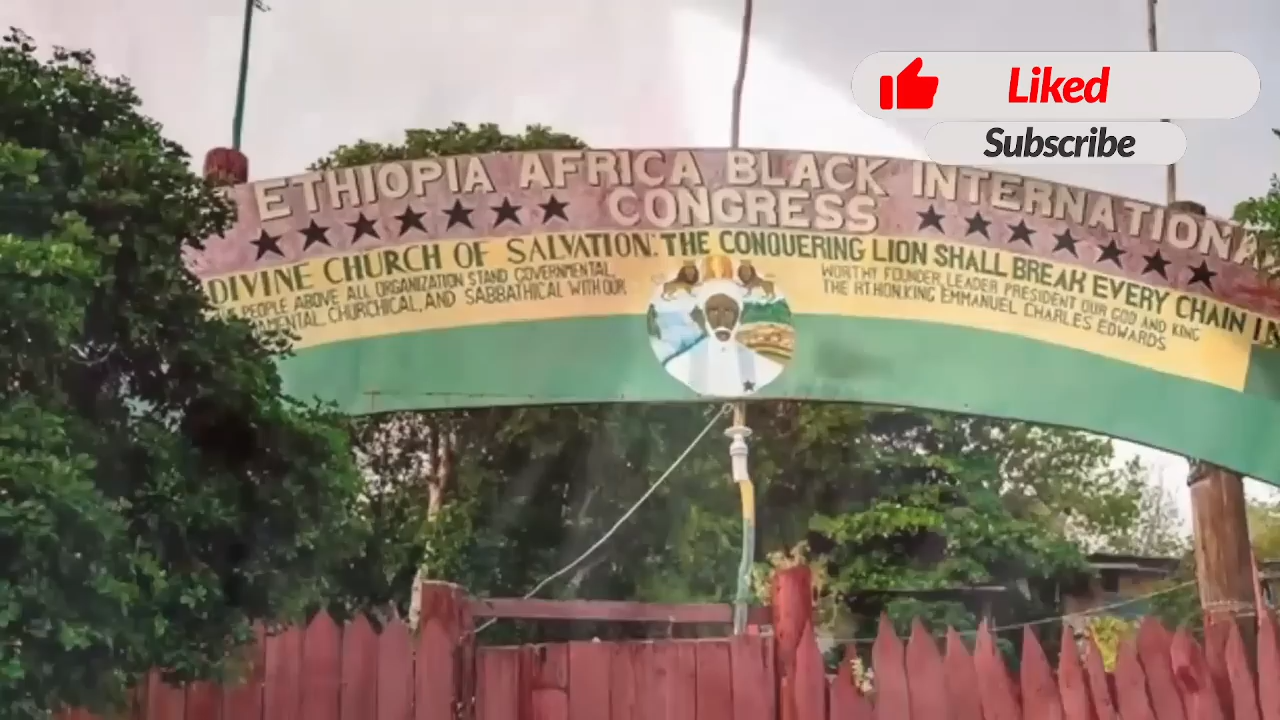 Liked
Subscribe
ETHIOPIA AFRICA BLACK INTERNATIONA
CONGRESS
DIVINE CHURCH OF SALVATION. THE CONQUERING LION SHALL BREAK EVERY CHAIN
PEOPLE ABOVE ALL ORGANIZATION STAND GOVERNMENTAL,
CHURCHICAL, AND SABBATHICAL WITH OUR
WORTHY FOUNDER LEADER PRESIDENT OUR GOD AND KING
THE RT HON. KING EMMANUEL CHARLES EDWARDS